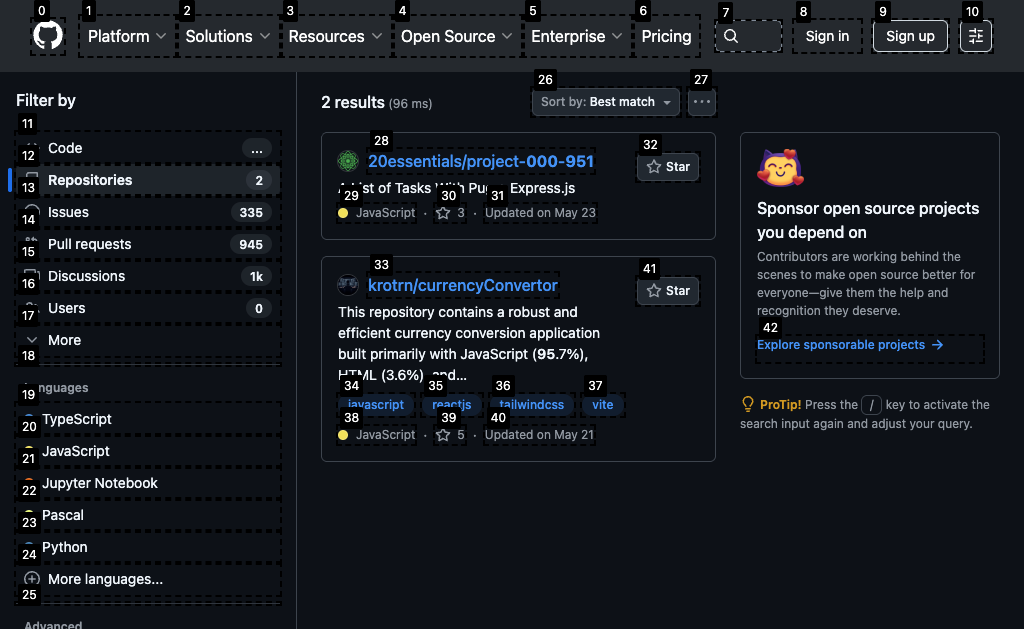 0 1 2 3 4 5 6 7 8 9 10
Platform Solutions Resources Open Source Enterprise Pricing Sign in Sign up
Filter by
11
Code ...
12
Repositories 2
13
Issues 335
14
Pull requests 945
15
Discussions 1k
16
Users 0
17
More
18
nguages
19
TypeScript
20
JavaScript
21
Jupyter Notebook
22
Pascal
23
Python
24
More languages...
25
Advanced
2 results (96 ms)
26 27
Sort by: Best match
28 32
20essentials/project-000-951 Star
List of Tasks With Pug Express.js
29 30 31
JavaScript · 3 · Updated on May 23
33 41
krotrn/currencyConvertor Star
This repository contains a robust and
efficient currency conversion application
built primarily with JavaScript (95.7%),
HTML (3.6%), and...
34 35 36 37
javascript reactjs tailwindcss vite
38 39 40
JavaScript · 5 · Updated on May 21
Sponsor open source projects
you depend on
Contributors are working behind the
scenes to make open source better for
everyone—give them the help and
recognition they deserve.
42
Explore sponsorable projects →
ProTip! Press the / key to activate the
search input again and adjust your query.